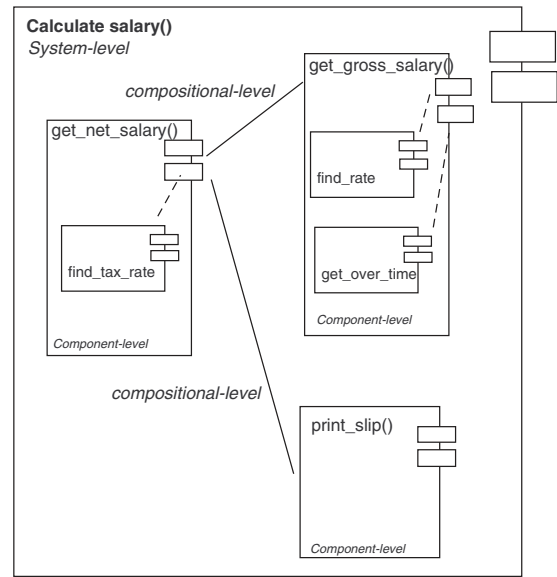 Calculate salary()
System-level
compositional-level
get_gross_salary()
get_net_salary()
find_rate
find_tax_rate
get_over_time
Component-level
Component-level
compositional-level
print_slip()
Component-level